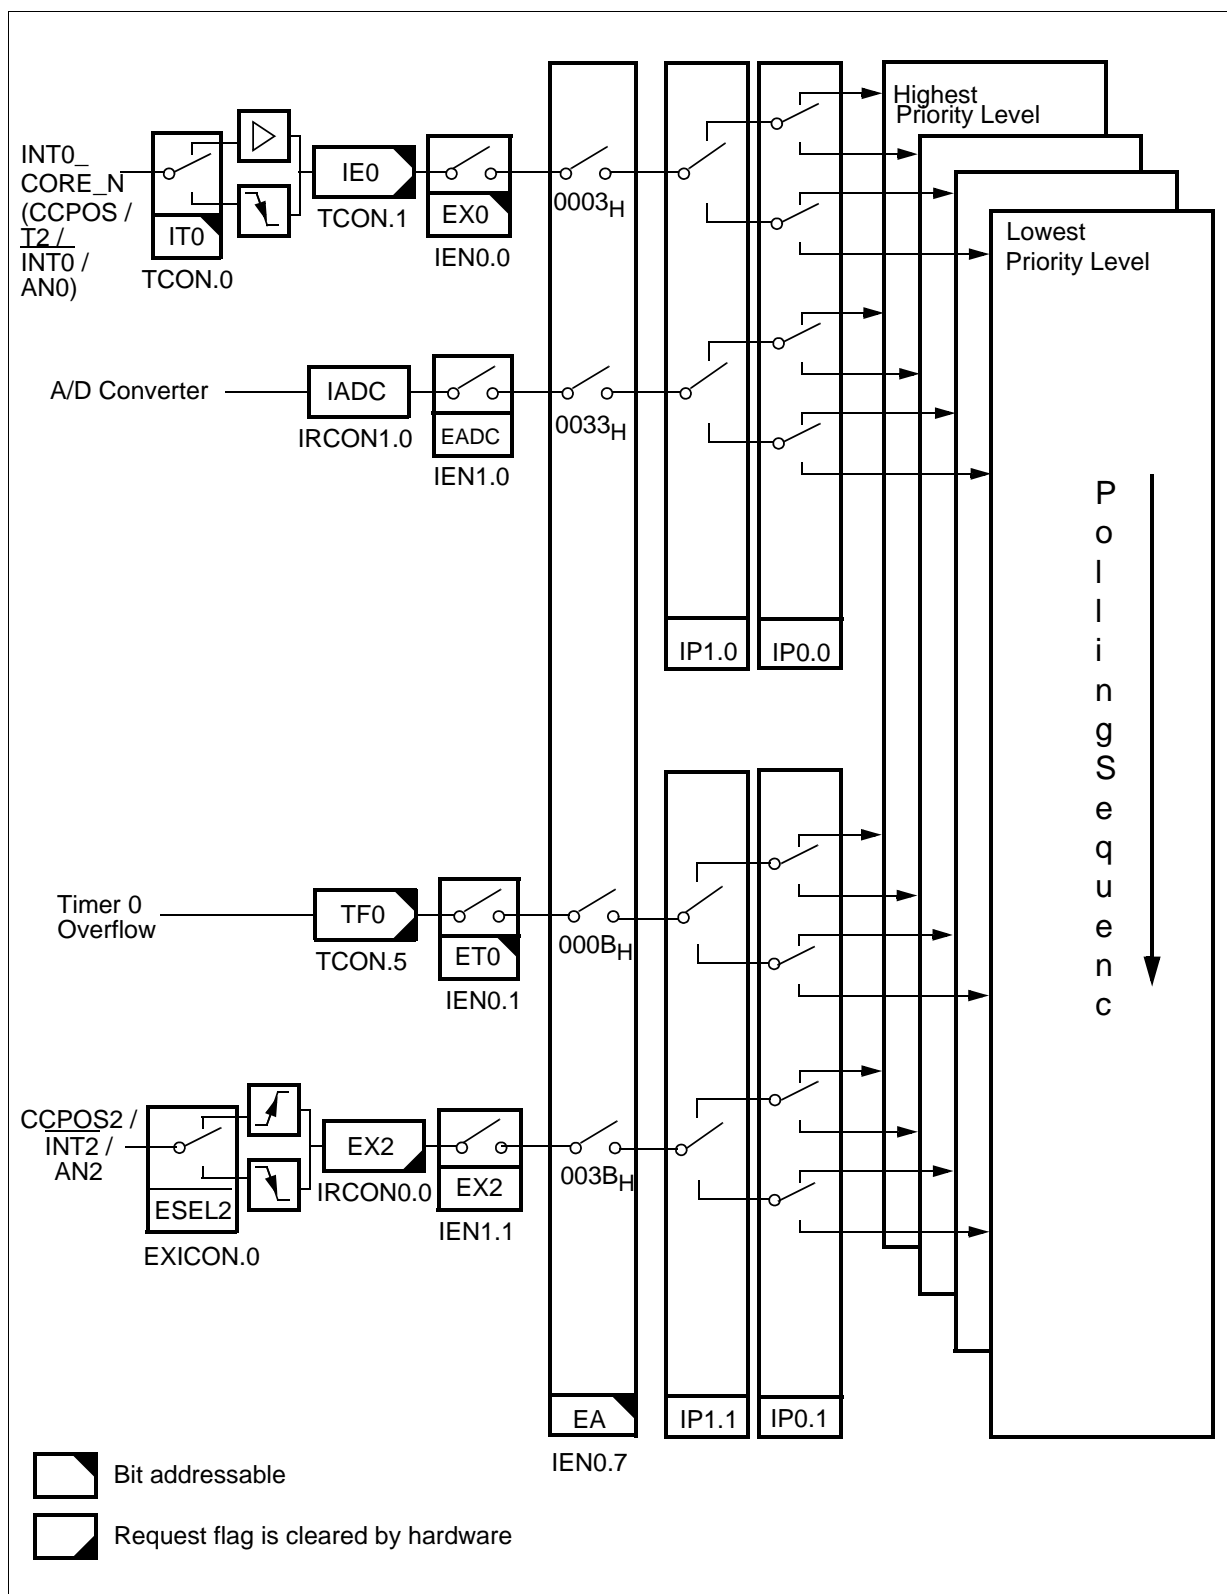 Highest
Priority Level
INT0_
CORE_N
(CCPOS /
T2 /
INT0 /
AN0)
IT0
TCON.0
IE0
TCON.1
EX0
IEN0.0
0003H
Lowest
Priority Level
A/D Converter
IADC
IRCON1.0
EADC
IEN1.0
0033H
IP1.0
IP0.0
Polling Sequenc
Timer 0
Overflow
TF0
TCON.5
ET0
IEN0.1
000BH
CCPOS2 /
INT2 /
AN2
ESEL2
EXICON.0
EX2
IRCON0.0
EX2
IEN1.1
003BH
EA
IEN0.7
IP1.1
IP0.1
Bit addressable
Request flag is cleared by hardware